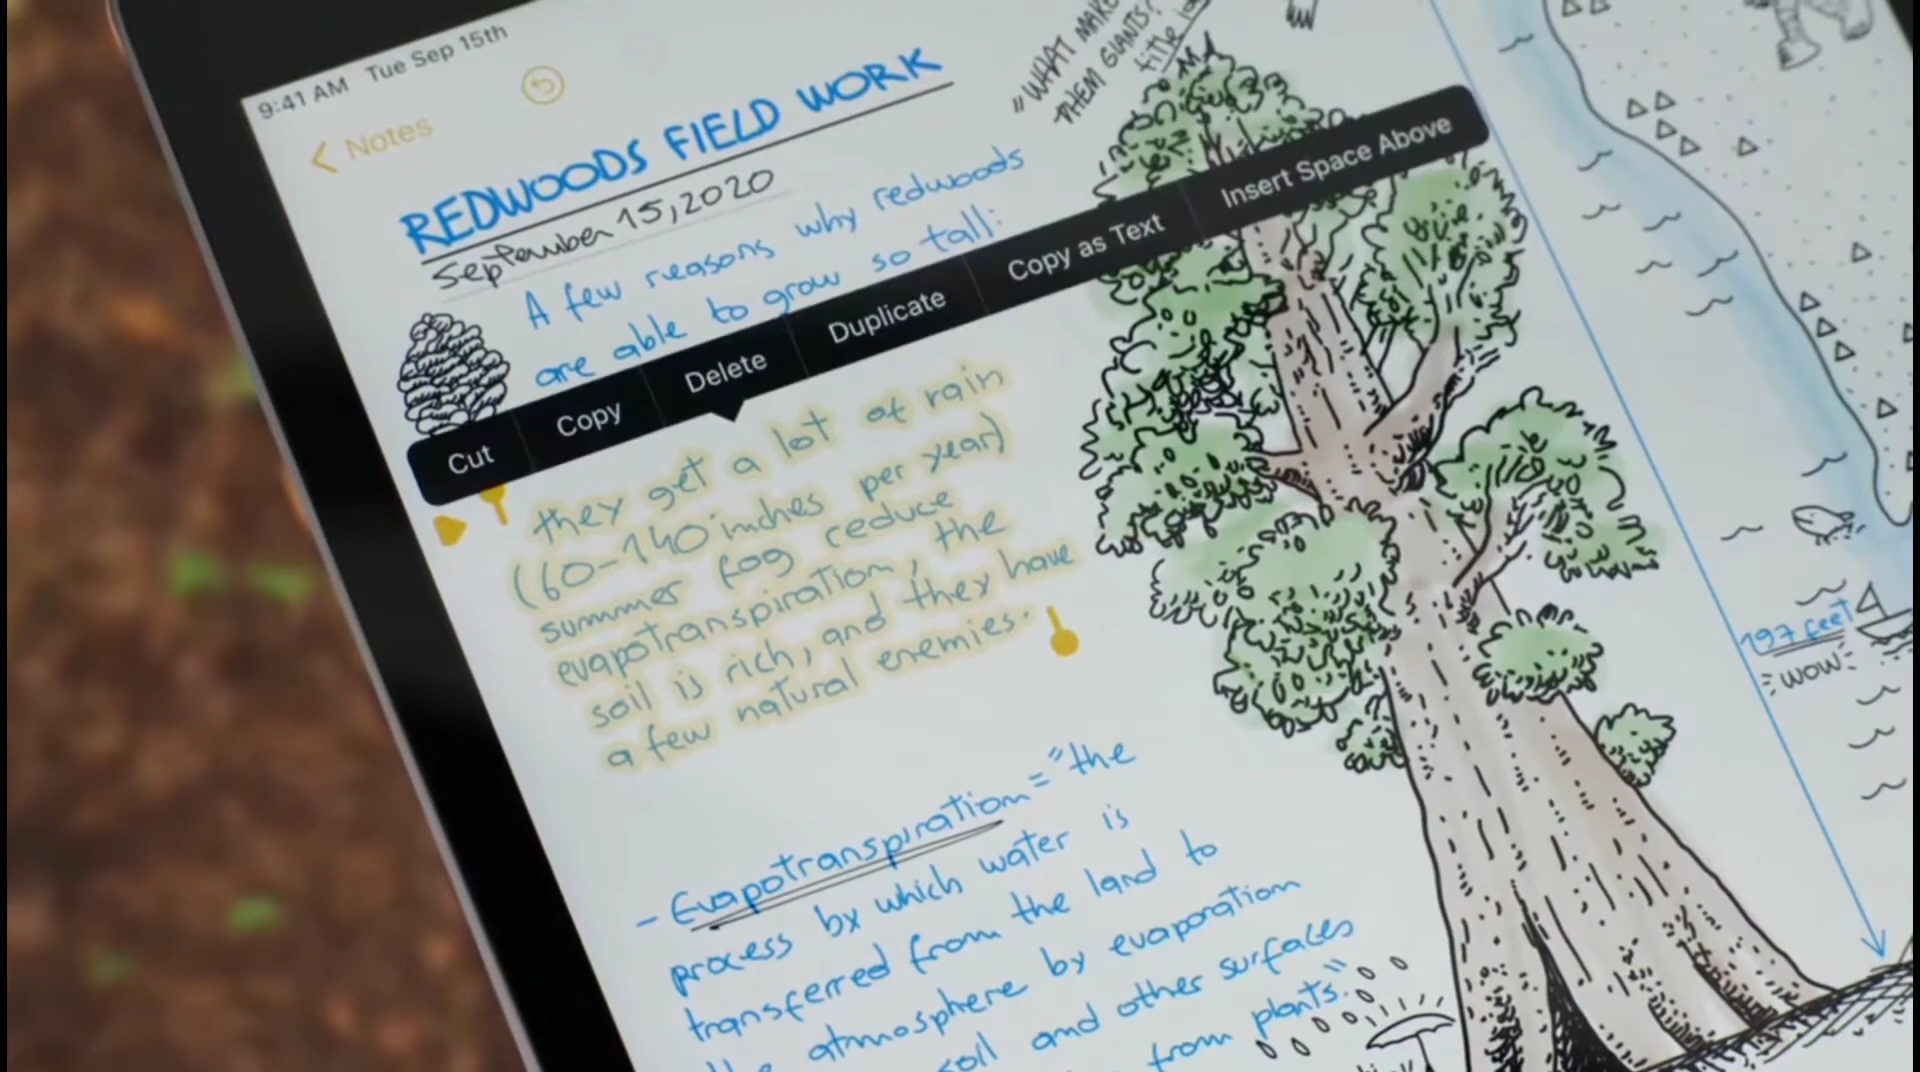 9:41 AM Tue Sep 15th
Notes
REDWOODS FIELD WORK
September 15, 2020
A few reasons why redwoods
are able to grow so tall:
Cut Copy Delete Duplicate Copy as Text Insert Space Above
they get a lot of rain
(60-140 inches per year)
summer fog reduce
evapotranspiration, the
soil is rich, and they have
a few natural enemies.
- Evapotranspiration = "the
process by which water is
transferred from the land to
the atmosphere by evaporation
soil and other surfaces
from plants."
"WHAT MAKE
THEM GIANTS?
title
197 feet
WOW